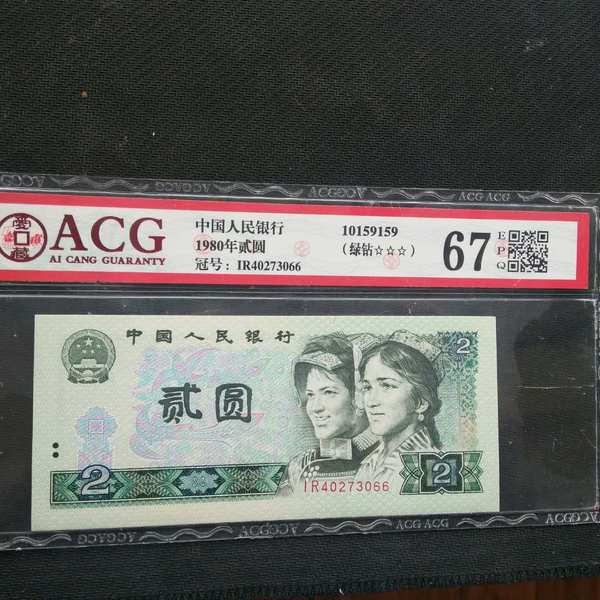 ACG ACG
ACG
AI CANG GUARANTY
中国人民银行
1980年贰圆
冠号：IR40273066
10159159
（绿钻☆☆☆）
67
EPQ
中国人民银行
贰圆
2
2
IR40273066
2